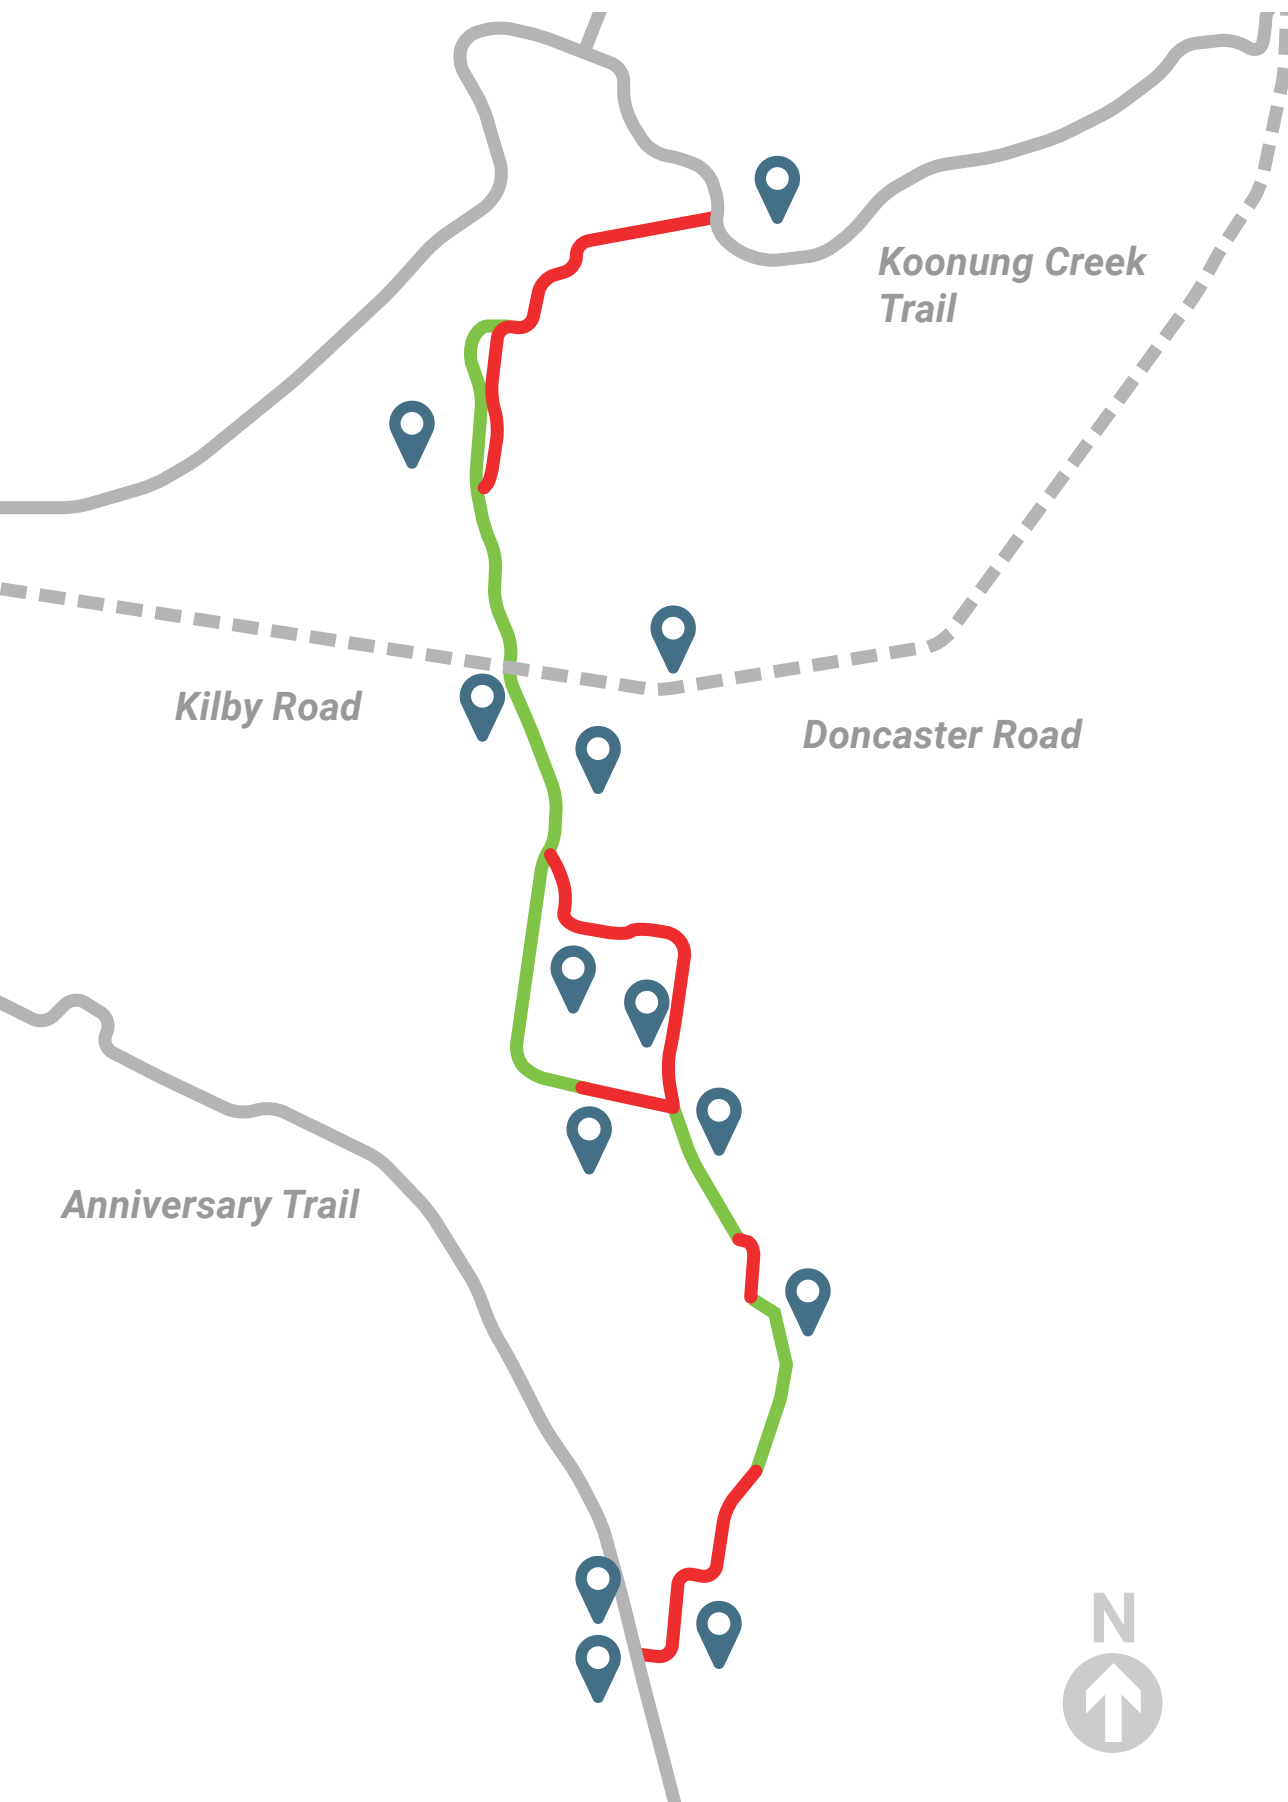 Koonung Creek
Trail
Kilby Road
Doncaster Road
Anniversary Trail
N